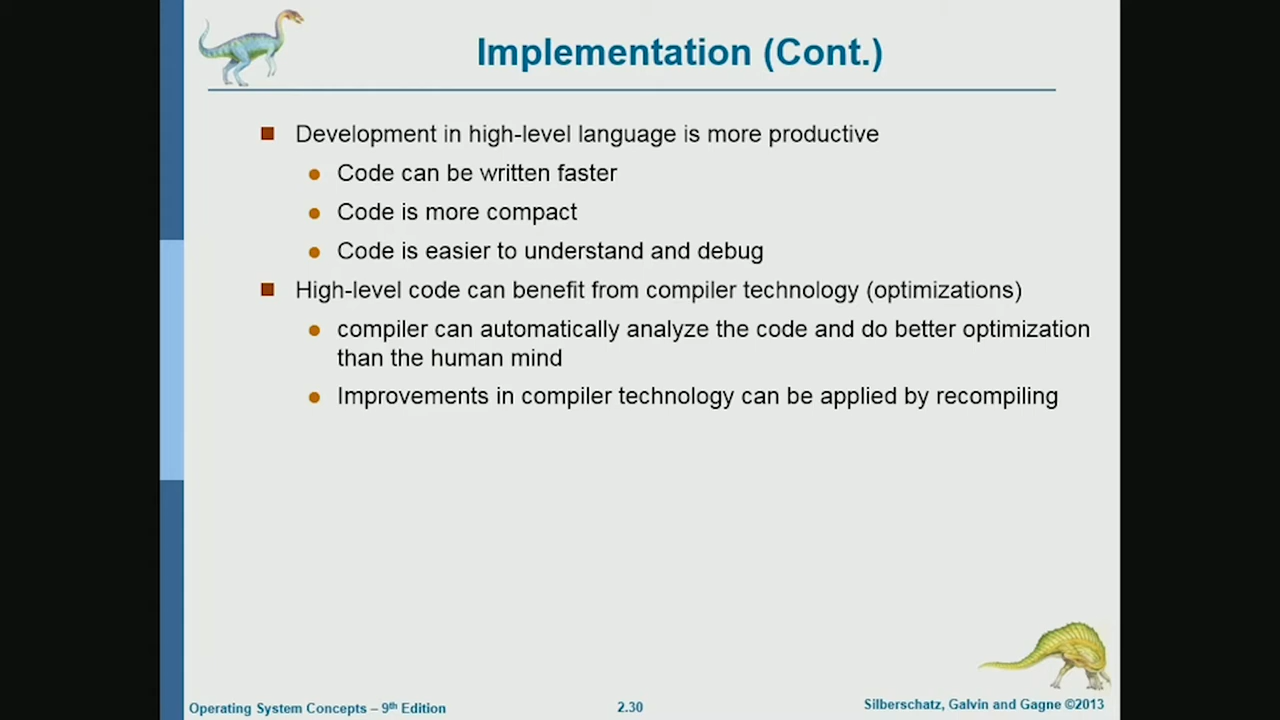 Implementation (Cont.)
Development in high-level language is more productive
Code can be written faster
Code is more compact
Code is easier to understand and debug
High-level code can benefit from compiler technology (optimizations)
compiler can automatically analyze the code and do better optimization
than the human mind
Improvements in compiler technology can be applied by recompiling
Operating System Concepts – 9th Edition
2.30
Silberschatz, Galvin and Gagne ©2013